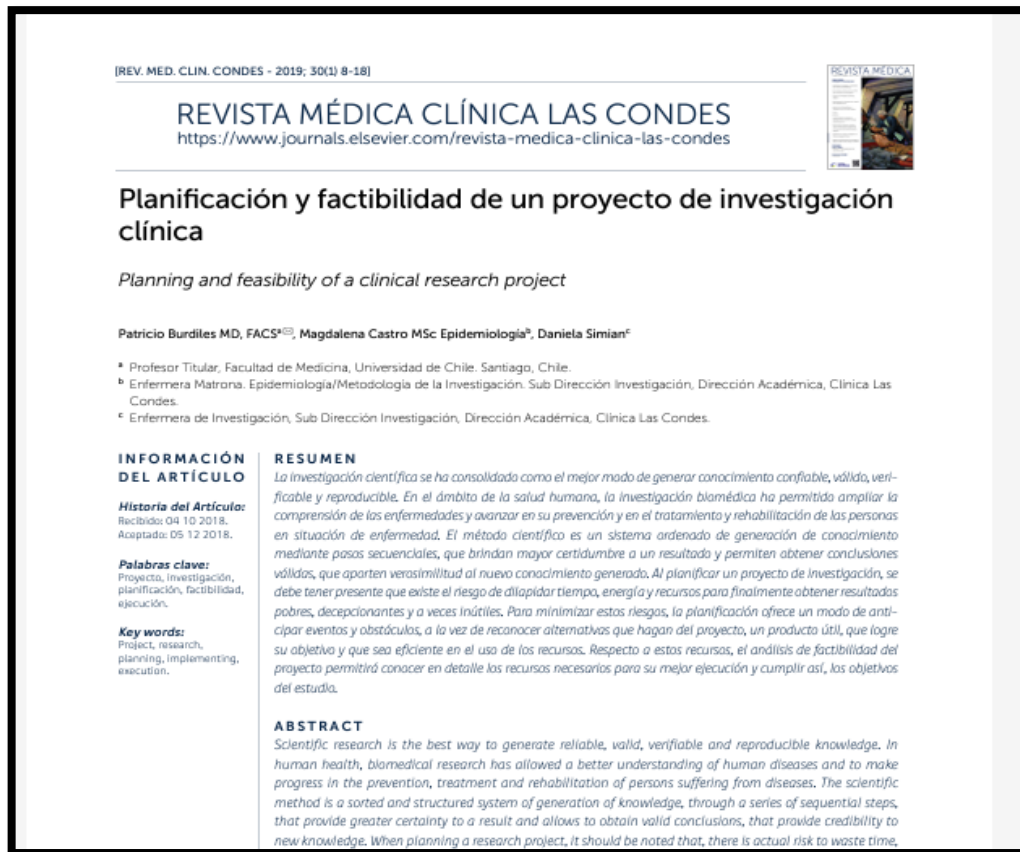 [REV. MED. CLIN. CONDES - 2019; 30(1) 8-18]
REVISTA MÉDICA CLÍNICA LAS CONDES
https://www.journals.elsevier.com/revista-medica-clinica-las-condes
REVISTA MÉDICA
Planificación y factibilidad de un proyecto de investigación
clínica
Planning and feasibility of a clinical research project
Patricio Burdiles MD, FACSa, Magdalena Castro MSc Epidemiologíab, Daniela Simianc
a Profesor Titular, Facultad de Medicina, Universidad de Chile. Santiago, Chile.
b Enfermera Matrona. Epidemiología/Metodología de la Investigación. Sub Dirección Investigación, Dirección Académica, Clínica Las
Condes.
c Enfermera de Investigación, Sub Dirección Investigación, Dirección Académica, Clínica Las Condes.
INFORMACIÓN
DEL ARTÍCULO
Historia del Artículo:
Recibido: 04 10 2018.
Aceptado: 05 12 2018.
Palabras clave:
Proyecto, investigación,
planificación, factibilidad,
ejecución.
Key words:
Project, research,
planning, implementing,
execution.
RESUMEN
La investigación científica se ha consolidado como el mejor modo de generar conocimiento confiable, válido, veri-
ficable y reproducible. En el ámbito de la salud humana, la investigación biomédica ha permitido ampliar la
comprensión de las enfermedades y avanzar en su prevención y en el tratamiento y rehabilitación de las personas
en situación de enfermedad. El método científico es un sistema ordenado de generación de conocimiento
mediante pasos secuenciales, que brindan mayor certidumbre a un resultado y permiten obtener conclusiones
válidas, que aporten verosimilitud al nuevo conocimiento generado. Al planificar un proyecto de investigación, se
debe tener presente que existe el riesgo de dilapidar tiempo, energía y recursos para finalmente obtener resultados
pobres, decepcionantes y a veces inútiles. Para minimizar estos riesgos, la planificación ofrece un modo de anti-
cipar eventos y obstáculos, a la vez de reconocer alternativas que hagan del proyecto, un producto útil, que logre
su objetivo y que sea eficiente en el uso de los recursos. Respecto a estos recursos, el análisis de factibilidad del
proyecto permitirá conocer en detalle los recursos necesarios para su mejor ejecución y cumplir así, los objetivos
del estudio.
ABSTRACT
Scientific research is the best way to generate reliable, valid, verifiable and reproducible knowledge. In
human health, biomedical research has allowed a better understanding of human diseases and to make
progress in the prevention, treatment and rehabilitation of persons suffering from diseases. The scientific
method is a sorted and structured system of generation of knowledge, through a series of sequential steps,
that provide greater certainty to a result and allows to obtain valid conclusions, that provide credibility to
new knowledge. When planning a research project, it should be noted that, there is actual risk to waste time,